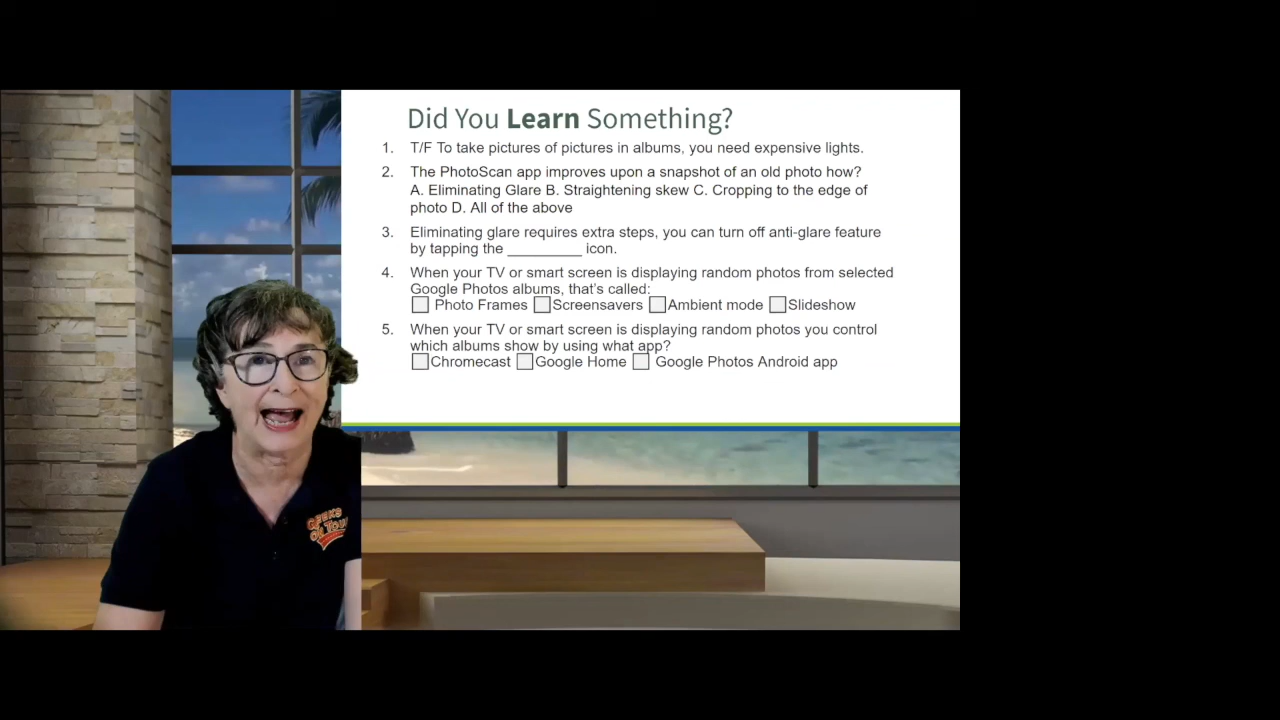 Did You Learn Something?
1. T/F To take pictures of pictures in albums, you need expensive lights.
2. The PhotoScan app improves upon a snapshot of an old photo how?
A. Eliminating Glare B. Straightening skew C. Cropping to the edge of
photo D. All of the above
3. Eliminating glare requires extra steps, you can turn off anti-glare feature
by tapping the _________ icon.
4. When your TV or smart screen is displaying random photos from selected
Google Photos albums, that's called:
☐ Photo Frames ☐ Screensavers ☐ Ambient mode ☐ Slideshow
5. When your TV or smart screen is displaying random photos you control
which albums show by using what app?
☐ Chromecast ☐ Google Home ☐ Google Photos Android app
GEEKS
ON TOUR